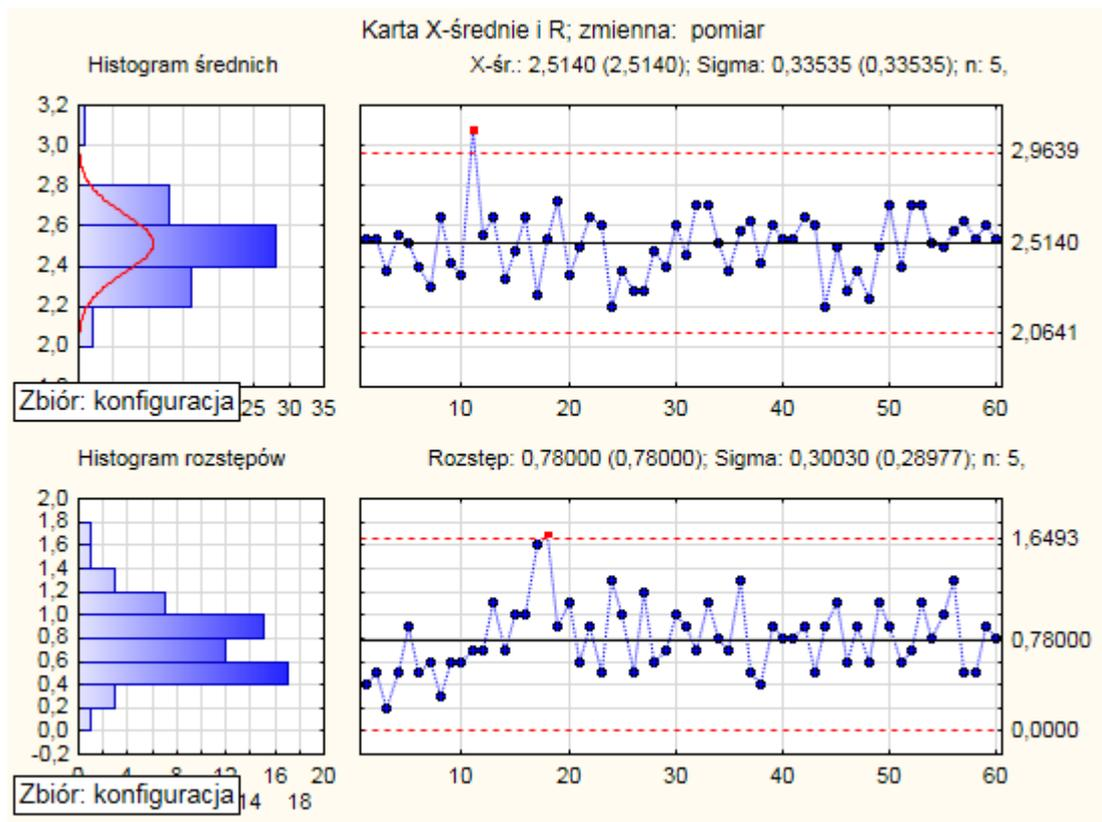 Karta X-średnie i R; zmienna: pomiar
Histogram średnich
X-śr.: 2,5140 (2,5140); Sigma: 0,33535 (0,33535); n: 5,
3,2
3,0
2,8
2,6
2,4
2,2
2,0
2,9639
2,5140
2,0641
Zbiór: konfiguracja
25 30 35
10 20 30 40 50 60
Histogram rozstępów
Rozstęp: 0,78000 (0,78000); Sigma: 0,30030 (0,28977); n: 5,
2,0
1,8
1,6
1,4
1,2
1,0
0,8
0,6
0,4
0,2
0,0
-0,2
1,6493
0,78000
0,0000
16 20
10 20 30 40 50 60
Zbiór: konfiguracja
14 18